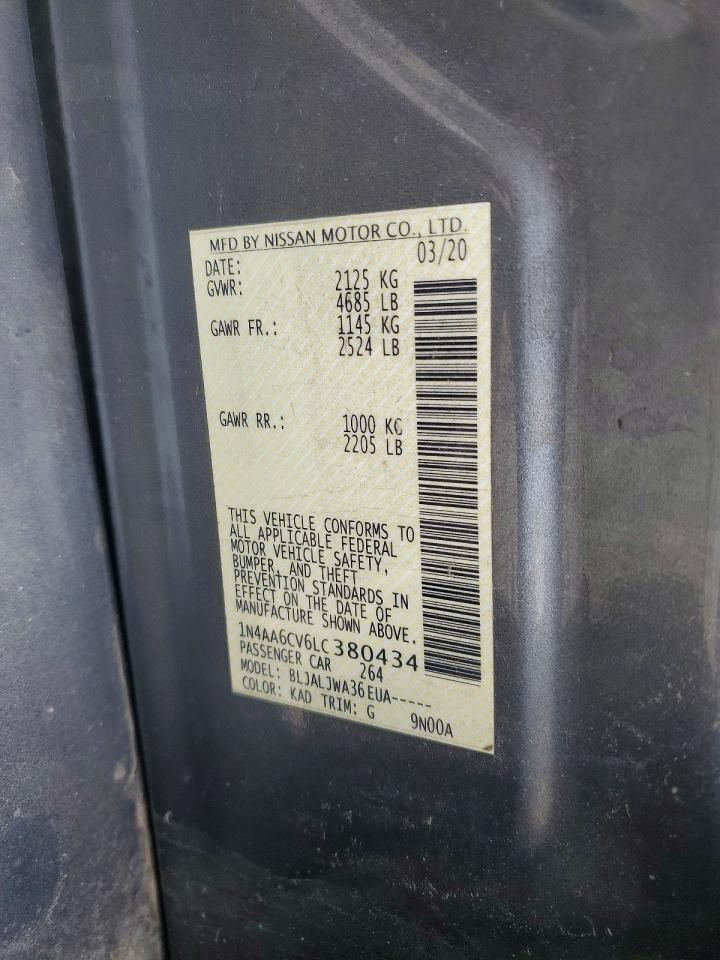 MFD BY NISSAN MOTOR CO., LTD.
DATE: 03/20
GVWR: 2125 KG
4685 LB
GAWR FR.: 1145 KG
2524 LB
GAWR RR.: 1000 KG
2205 LB
THIS VEHICLE CONFORMS TO
ALL APPLICABLE FEDERAL
MOTOR VEHICLE SAFETY,
BUMPER, AND THEFT
PREVENTION STANDARDS IN
EFFECT ON THE DATE OF
MANUFACTURE SHOWN ABOVE.
1N4AA6CV6LC380434
PASSENGER CAR 264
MODEL: BLJALJWA36EUA-----
COLOR: KAD TRIM: G 9N00A